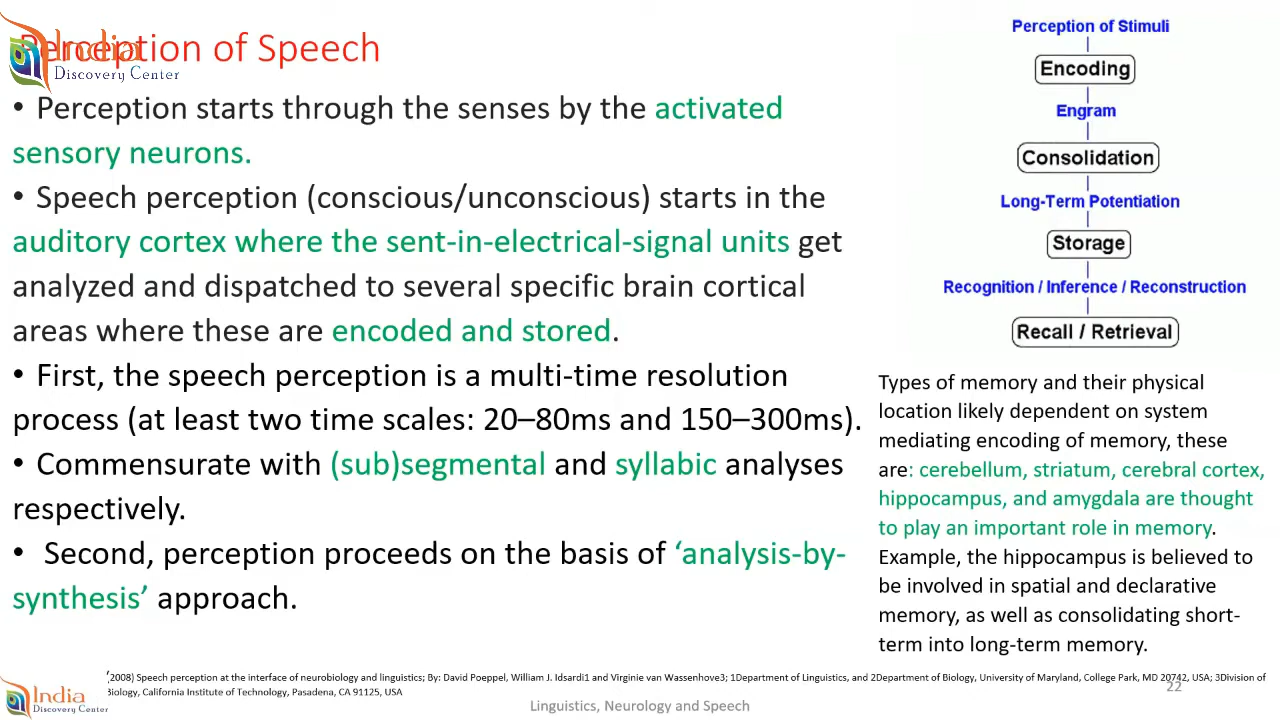 Perception of Speech
India
Discovery Center
• Perception starts through the senses by the activated
sensory neurons.
• Speech perception (conscious/unconscious) starts in the
auditory cortex where the sent-in-electrical-signal units get
analyzed and dispatched to several specific brain cortical
areas where these are encoded and stored.
• First, the speech perception is a multi-time resolution
process (at least two time scales: 20–80ms and 150–300ms).
• Commensurate with (sub)segmental and syllabic analyses
respectively.
• Second, perception proceeds on the basis of ‘analysis-by-
synthesis’ approach.
Perception of Stimuli
Encoding
Engram
Consolidation
Long-Term Potentiation
Storage
Recognition / Inference / Reconstruction
Recall / Retrieval
Types of memory and their physical
location likely dependent on system
mediating encoding of memory, these
are: cerebellum, striatum, cerebral cortex,
hippocampus, and amygdala are thought
to play an important role in memory.
Example, the hippocampus is believed to
be involved in spatial and declarative
memory, as well as consolidating short-
term into long-term memory.
(2008) Speech perception at the interface of neurobiology and linguistics; By: David Poeppel, William J. Idsardi1 and Virginie van Wassenhove3; 1Department of Linguistics, and 2Department of Biology, University of Maryland, College Park, MD 20742, USA; 3Division of
Biology, California Institute of Technology, Pasadena, CA 91125, USA
22
India
Discovery Center
Linguistics, Neurology and Speech